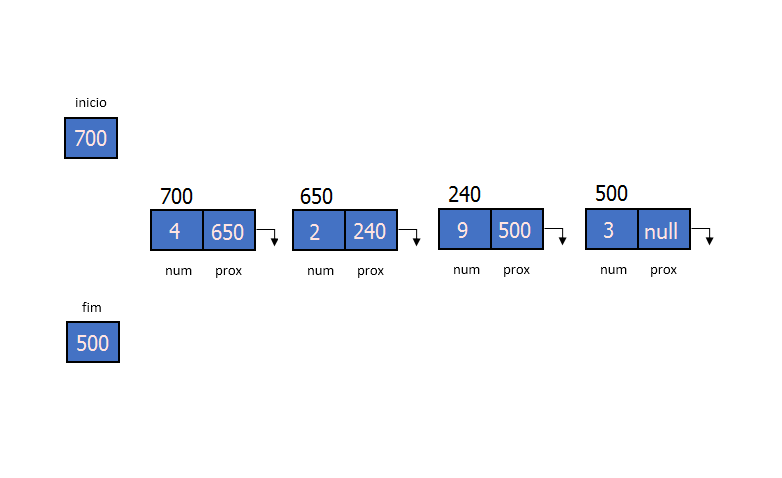 inicio
700
700 650 240 500
4 650 2 240 9 500 3 null
num prox num prox num prox num prox
fim
500